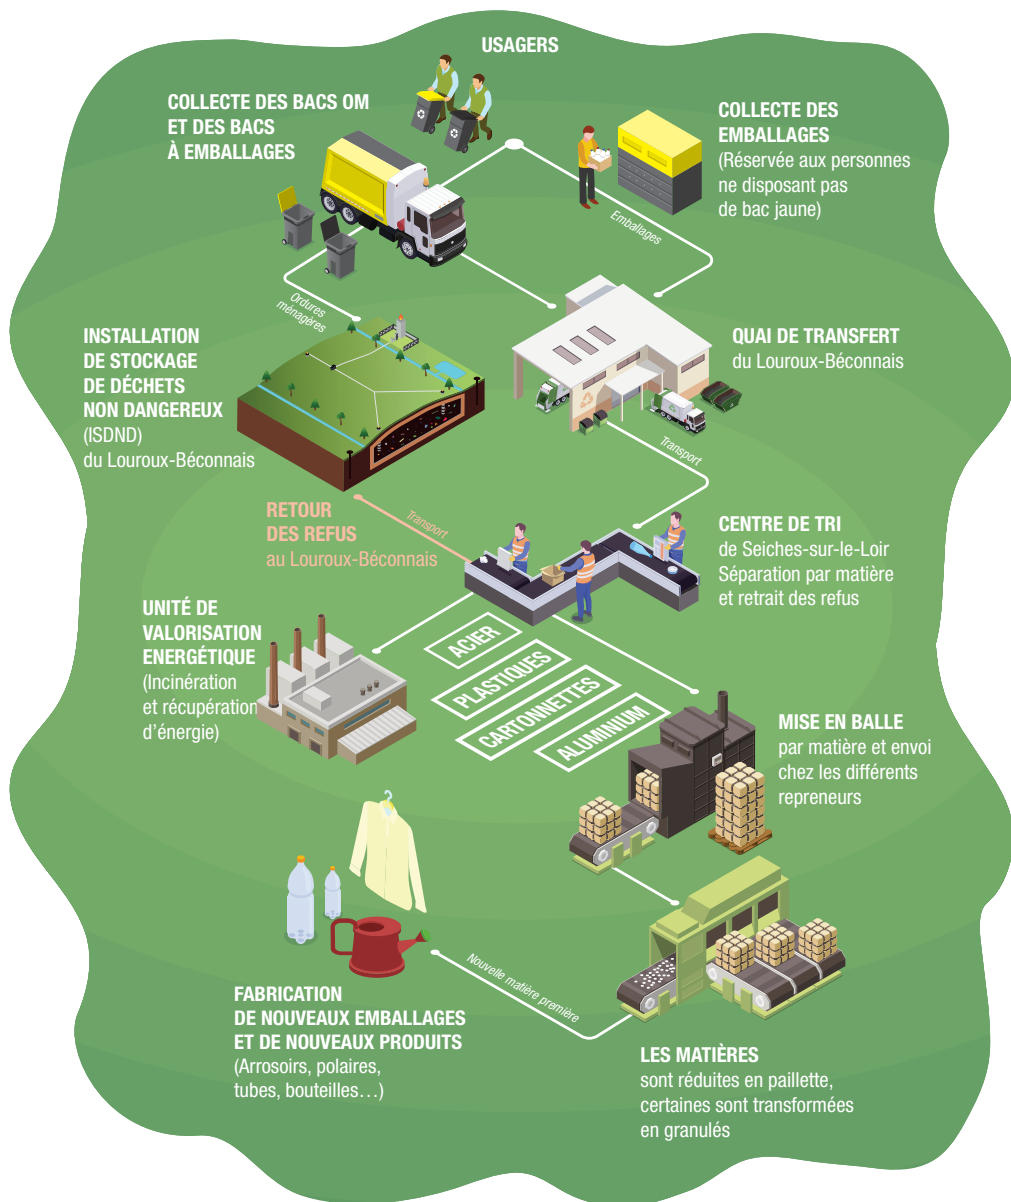 USAGERS
COLLECTE DES BACS OM
ET DES BACS
À EMBALLAGES
COLLECTE DES
EMBALLAGES
(Réservée aux personnes
ne disposant pas
de bac jaune)
Emballages
Ordures
ménagères
INSTALLATION
DE STOCKAGE
DE DÉCHETS
NON DANGEREUX
(ISDND)
du Louroux-Béconnais
QUAI DE TRANSFERT
du Louroux-Béconnais
Transport
RETOUR
DES REFUS
au Louroux-Béconnais
Transport
CENTRE DE TRI
de Seiches-sur-le-Loir
Séparation par matière
et retrait des refus
UNITÉ DE
VALORISATION
ENERGÉTIQUE
(Incinération
et récupération
d’énergie)
ACIER
PLASTIQUES
CARTONNETTES
ALUMINIUM
MISE EN BALLE
par matière et envoi
chez les différents
repreneurs
Nouvelle matière première
FABRICATION
DE NOUVEAUX EMBALLAGES
ET DE NOUVEAUX PRODUITS
(Arrosoirs, polaires,
tubes, bouteilles…)
LES MATIÈRES
sont réduites en paillette,
certaines sont transformées
en granulés